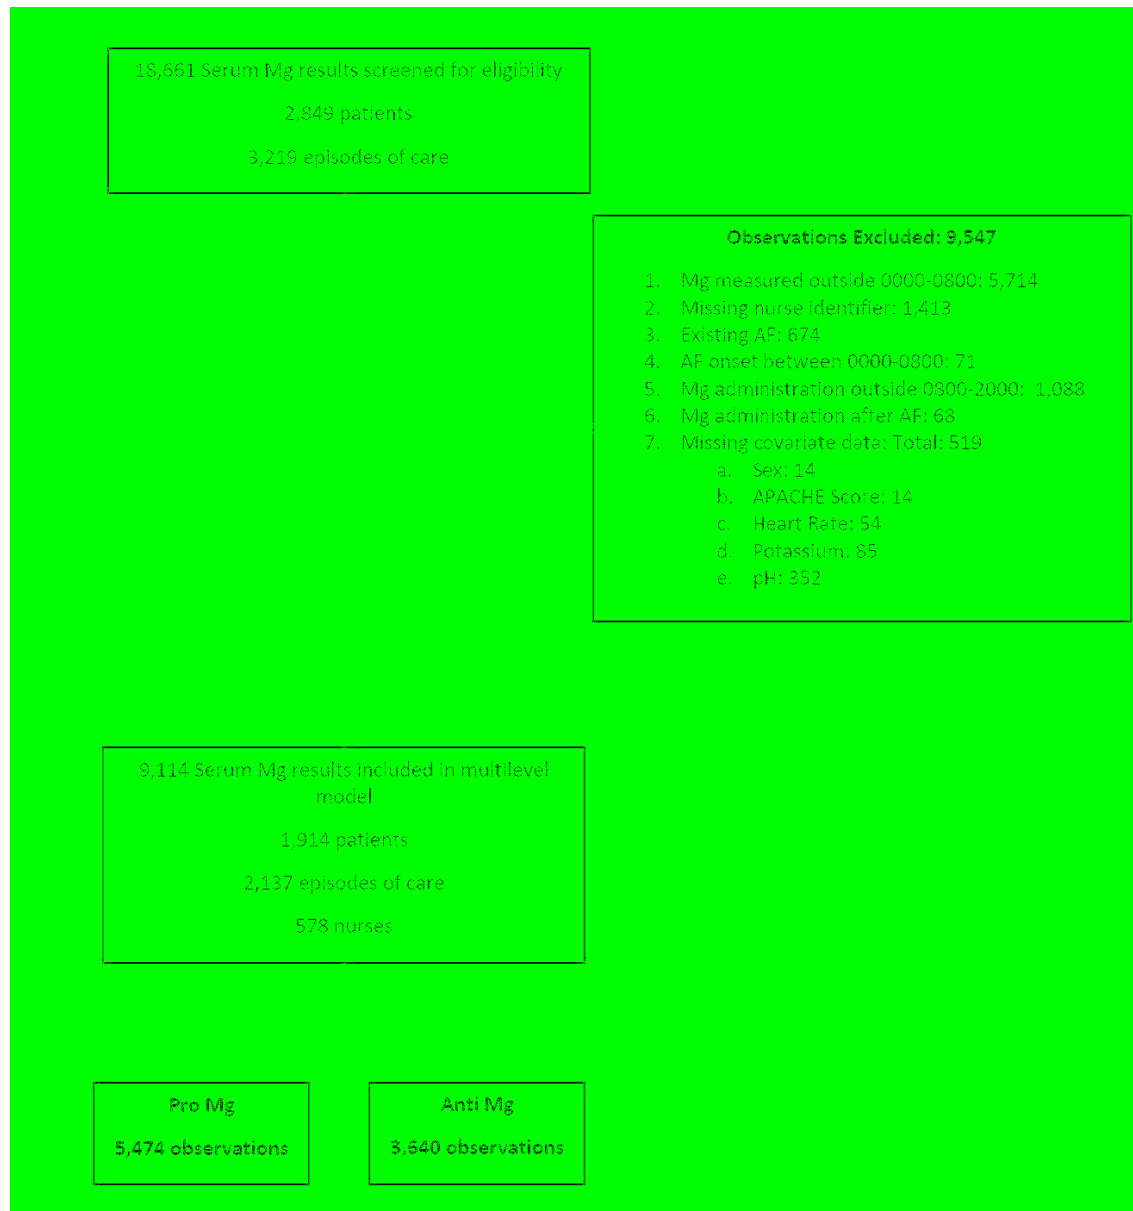 18,661 Serum Mg results screened for eligibility
2,849 patients
3,219 episodes of care
Observations Excluded: 9,547
1. Mg measured outside 0000-0800: 5,714
2. Missing nurse identifier: 1,413
3. Existing AF: 674
4. AF onset between 0000-0800: 71
5. Mg administration outside 0800-2000: 1,088
6. Mg administration after AF: 68
7. Missing covariate data: Total: 519
a. Sex: 14
b. APACHE Score: 14
c. Heart Rate: 54
d. Potassium: 85
e. pH: 352
9,114 Serum Mg results included in multilevel
model
1,914 patients
2,137 episodes of care
578 nurses
Pro Mg
5,474 observations
Anti Mg
3,640 observations